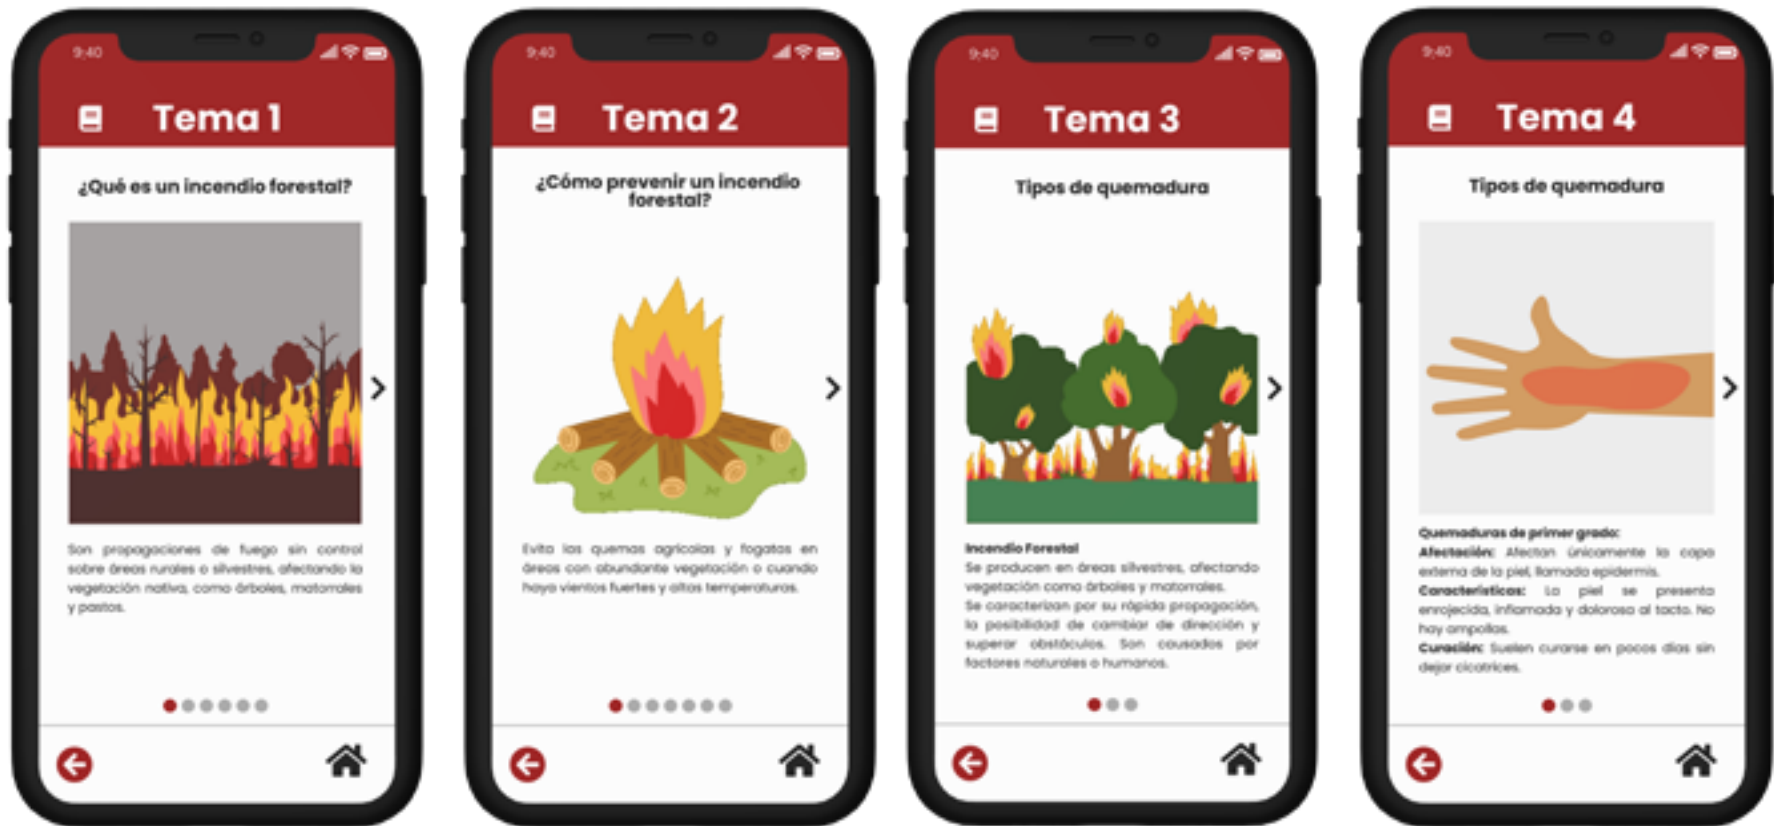 9:40
Tema 1
¿Qué es un incendio forestal?
Son propagaciones de fuego sin control
sobre áreas rurales o silvestres, afectando la
vegetación nativa, como árboles, matorrales
y pastos.
9:40
Tema 2
¿Cómo prevenir un incendio
forestal?
Evita las quemas agrícolas y fogatas en
áreas con abundante vegetación o cuando
haya vientos fuertes y altas temperaturas.
9:40
Tema 3
Tipos de quemadura
Incendio Forestal
Se producen en áreas silvestres, afectando
vegetación como árboles y matorrales.
Se caracterizan por su rápida propagación,
la posibilidad de cambiar de dirección y
superar obstáculos. Son causados por
factores naturales o humanos.
9:40
Tema 4
Tipos de quemadura
Quemaduras de primer grado:
Afectación: Afectan únicamente la capa
externa de la piel, llamada epidermis.
Características: La piel se presenta
enrojecida, inflamada y dolorosa al tacto. No
hay ampollas.
Curación: Suelen curarse en pocos días sin
dejar cicatrices.